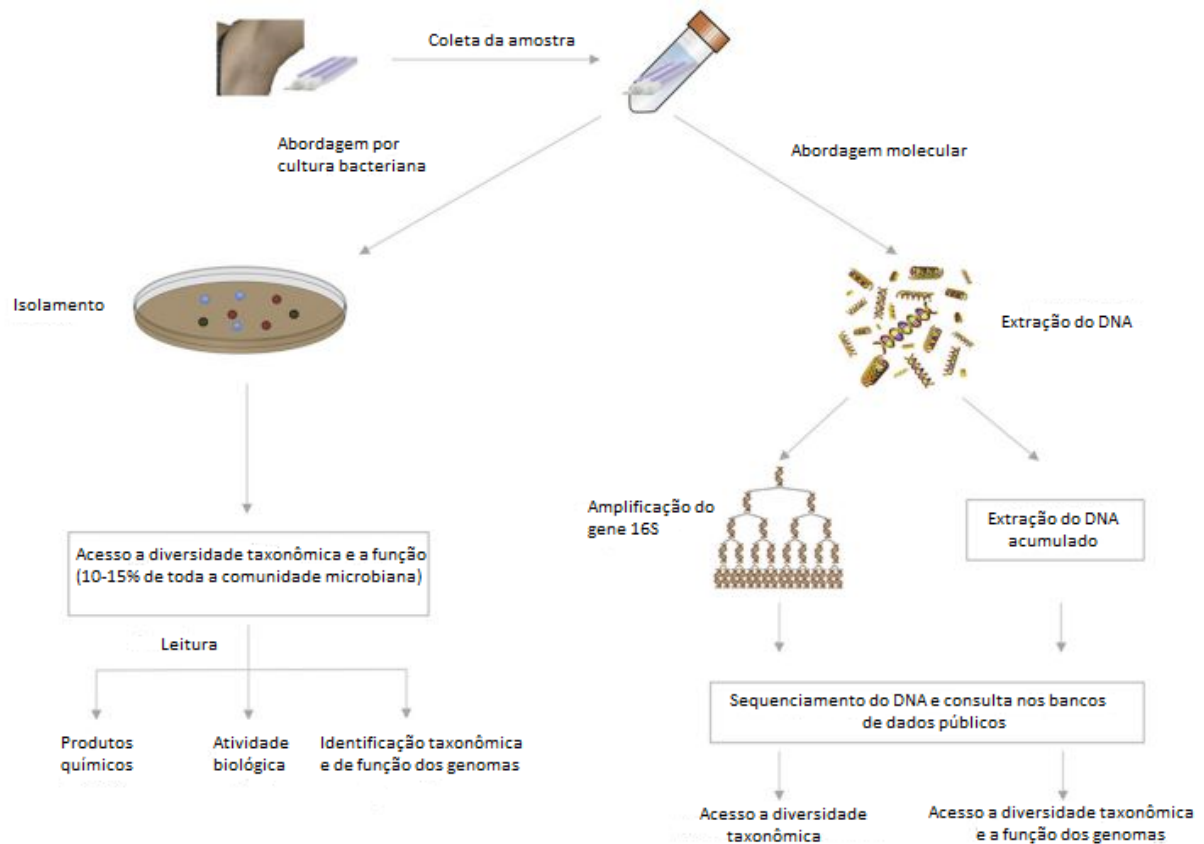 Coleta da amostra
Abordagem por
cultura bacteriana
Abordagem molecular
Isolamento
Extração do DNA
Amplificação do
gene 16S
Extração do DNA
acumulado
Acesso a diversidade taxonômica e a função
(10-15% de toda a comunidade microbiana)
Leitura
Produtos
químicos
Atividade
biológica
Identificação taxonômica
e de função dos genomas
Sequenciamento do DNA e consulta nos bancos
de dados públicos
Acesso a diversidade
taxonômica
Acesso a diversidade taxonômica
e a função dos genomas